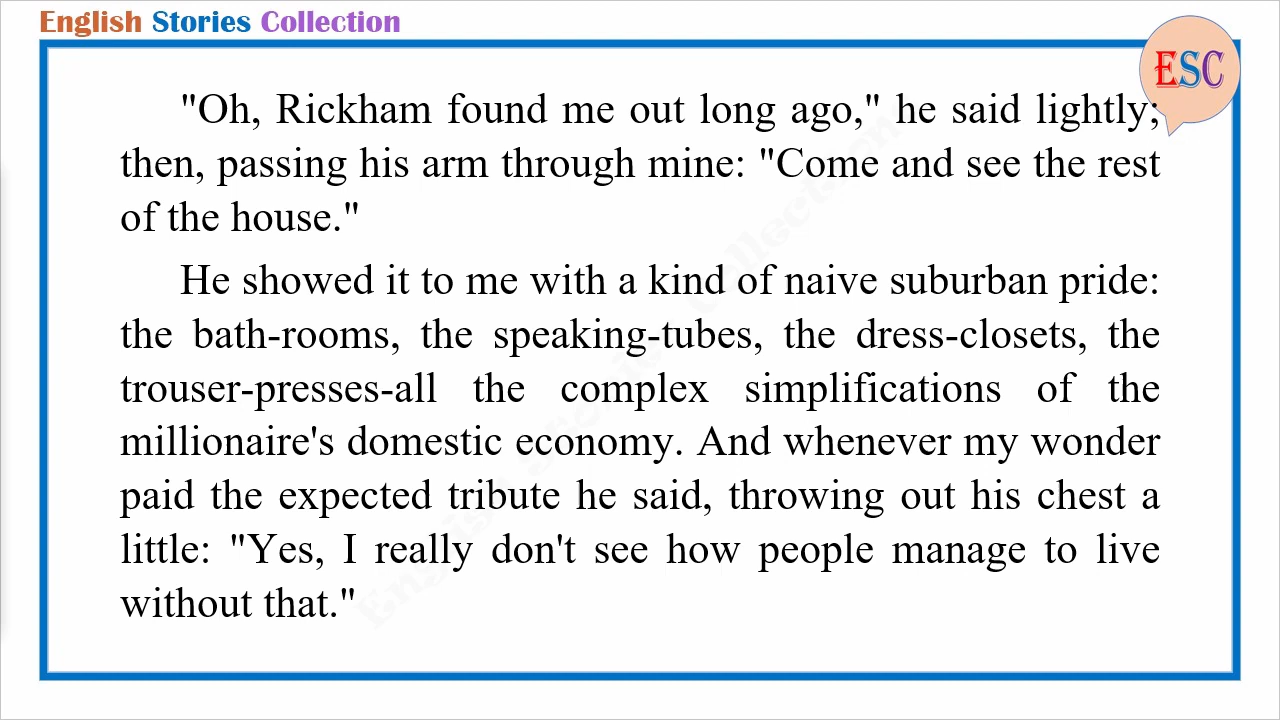 English Stories Collection
ESC
"Oh, Rickham found me out long ago," he said lightly;
then, passing his arm through mine: "Come and see the rest
of the house."
He showed it to me with a kind of naive suburban pride:
the bath-rooms, the speaking-tubes, the dress-closets, the
trouser-presses-all the complex simplifications of the
millionaire's domestic economy. And whenever my wonder
paid the expected tribute he said, throwing out his chest a
little: "Yes, I really don't see how people manage to live
without that."
English Stories Collections